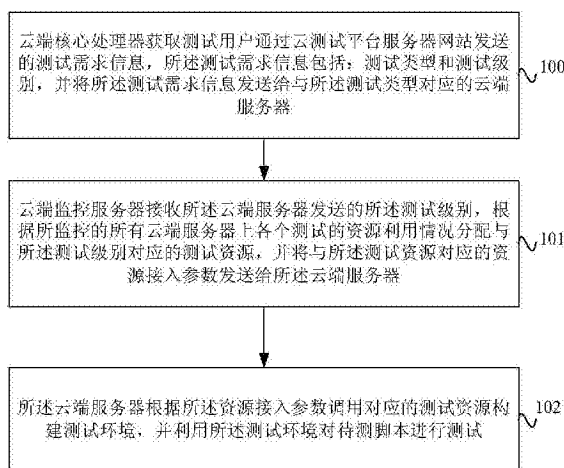 云端核心处理器获取测试用户通过云测试平台服务器网站发送
的测试需求信息，所述测试需求信息包括：测试类型和测试级
别，并将所述测试需求信息发送给与所述测试类型对应的云端
服务器
100
云端监控服务器接收所述云端服务器发送的所述测试级别，根
据所监控的所有云端服务器上各个测试的资源利用情况分配与
所述测试级别对应的测试资源，并将与所述测试资源对应的资
源接入参数发送给所述云端服务器
101
所述云端服务器根据所述资源接入参数调用对应的测试资源构
建测试环境，并利用所述测试环境对待测脚本进行测试
102